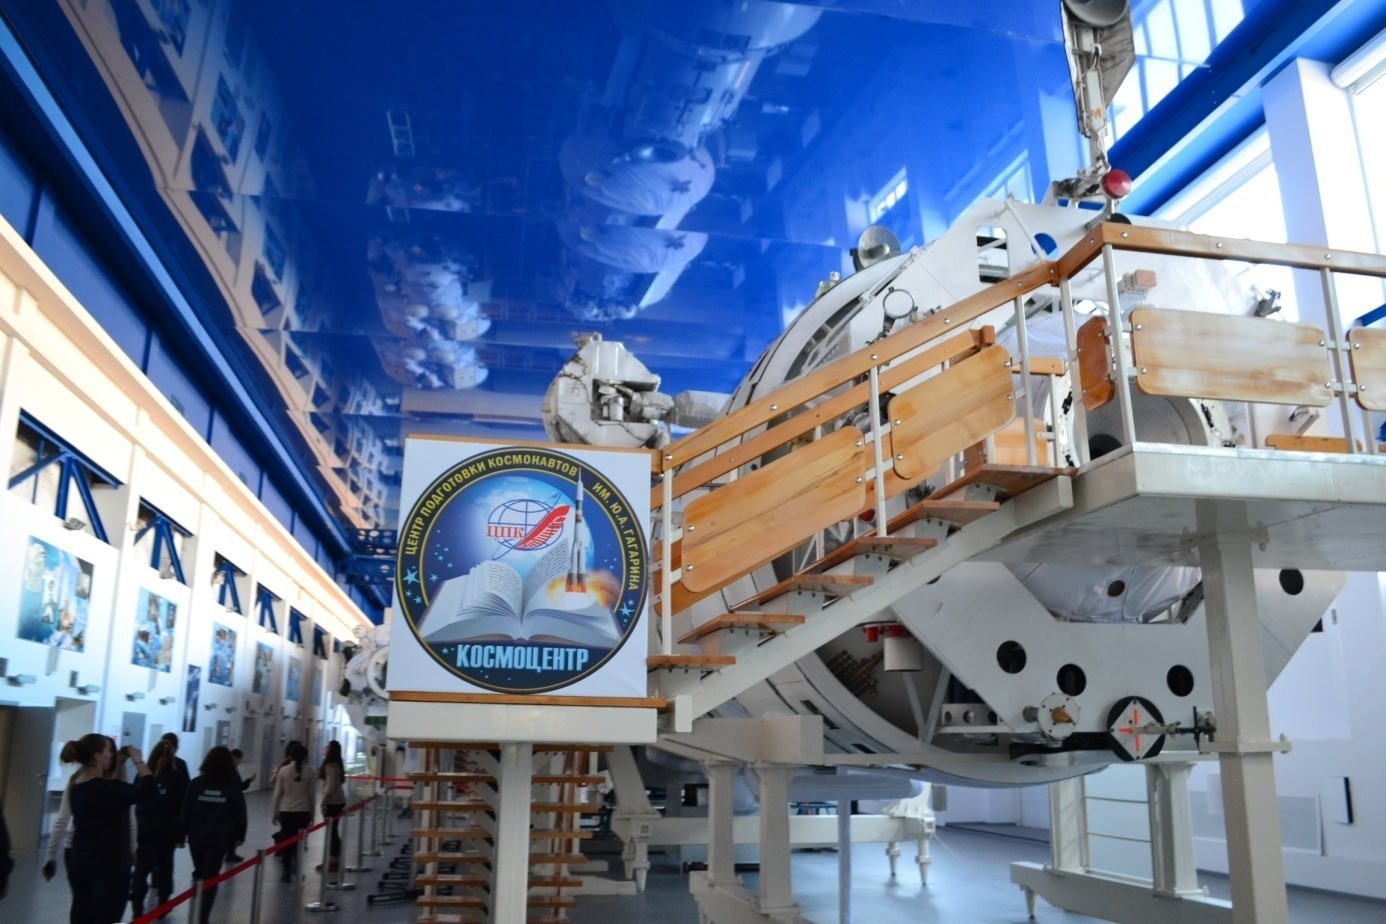 ЦЕНТР ПОДГОТОВКИ КОСМОНАВТОВ ИМ. Ю.А. ГАГАРИНА
ЦПК
КОСМОЦЕНТР